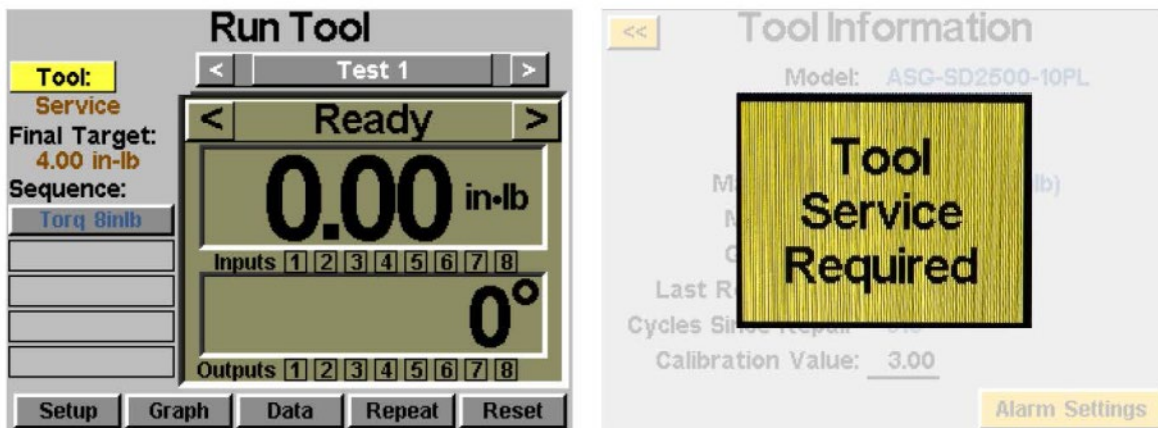 Run Tool
Tool:
< Test 1 >
Service
Final Target:
4.00 in-lb
Sequence:
Torq 8inlb
< Ready >
0.00 in•lb
Inputs 1 2 3 4 5 6 7 8
0°
Outputs 1 2 3 4 5 6 7 8
Setup Graph Data Repeat Reset
<< Tool Information
Model: ASG-SD2500-10PL
Tool
Service
Required
Last
Cycles
Calibration Value: 3.00
Alarm Settings